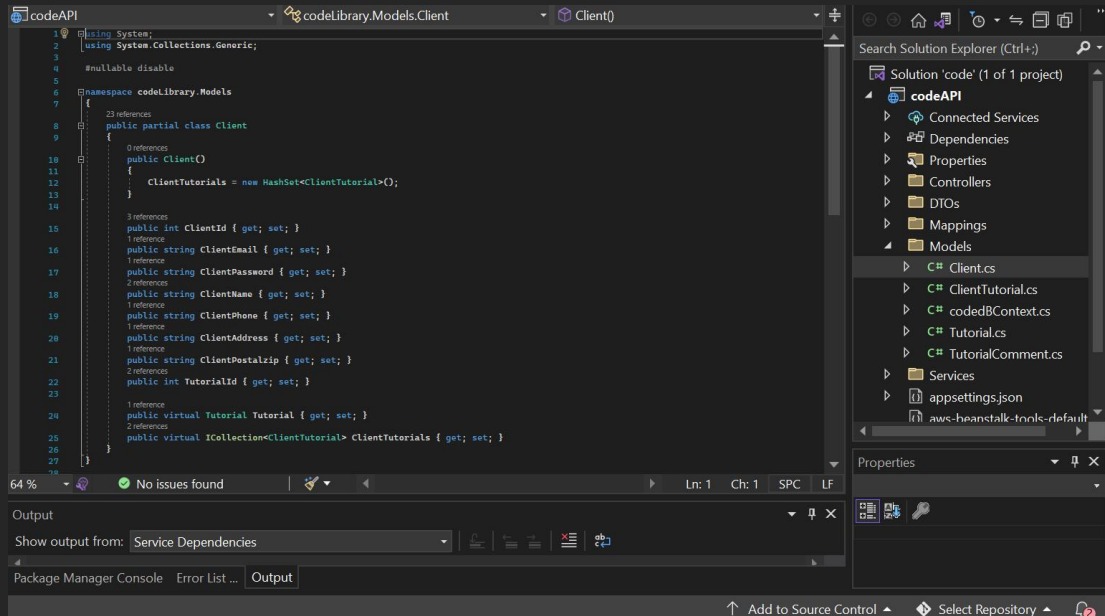 codeAPI
codeLibrary.Models.Client
Client()
1 using System;
2 using System.Collections.Generic;
3
4 #nullable disable
5
6 namespace codeLibrary.Models
7 {
23 references
8 public partial class Client
9 {
0 references
10 public Client()
11 {
12 ClientTutorials = new HashSet<ClientTutorial>();
13 }
14
3 references
15 public int ClientId { get; set; }
1 reference
16 public string ClientEmail { get; set; }
1 reference
17 public string ClientPassword { get; set; }
2 references
18 public string ClientName { get; set; }
1 reference
19 public string ClientPhone { get; set; }
1 reference
20 public string ClientAddress { get; set; }
1 reference
21 public string ClientPostalzip { get; set; }
2 references
22 public int TutorialId { get; set; }
23
1 reference
24 public virtual Tutorial Tutorial { get; set; }
2 references
25 public virtual ICollection<ClientTutorial> ClientTutorials { get; set; }
26 }
27 }
28
64 %
No issues found
Ln: 1 Ch: 1 SPC LF
Output
Show output from: Service Dependencies
Package Manager Console Error List ... Output
Search Solution Explorer (Ctrl+;)
Solution 'code' (1 of 1 project)
codeAPI
Connected Services
Dependencies
Properties
Controllers
DTOs
Mappings
Models
C# Client.cs
C# ClientTutorial.cs
C# codedBContext.cs
C# Tutorial.cs
C# TutorialComment.cs
Services
appsettings.json
aws-beanstalk-tools-default
Properties
Add to Source Control
Select Repository
2